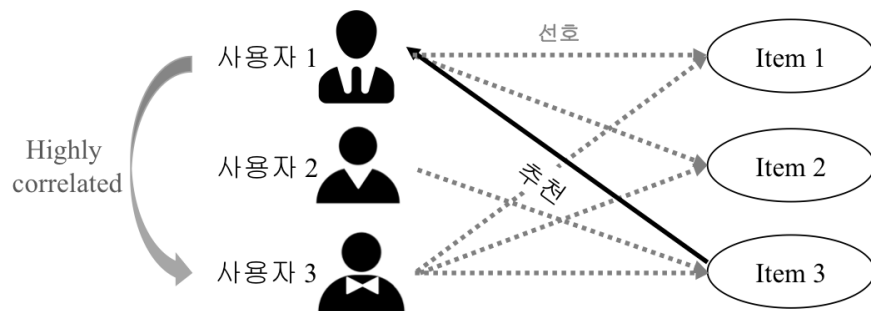 선호
사용자 1
Item 1
Highly
correlated
사용자 2
추천
Item 2
사용자 3
Item 3